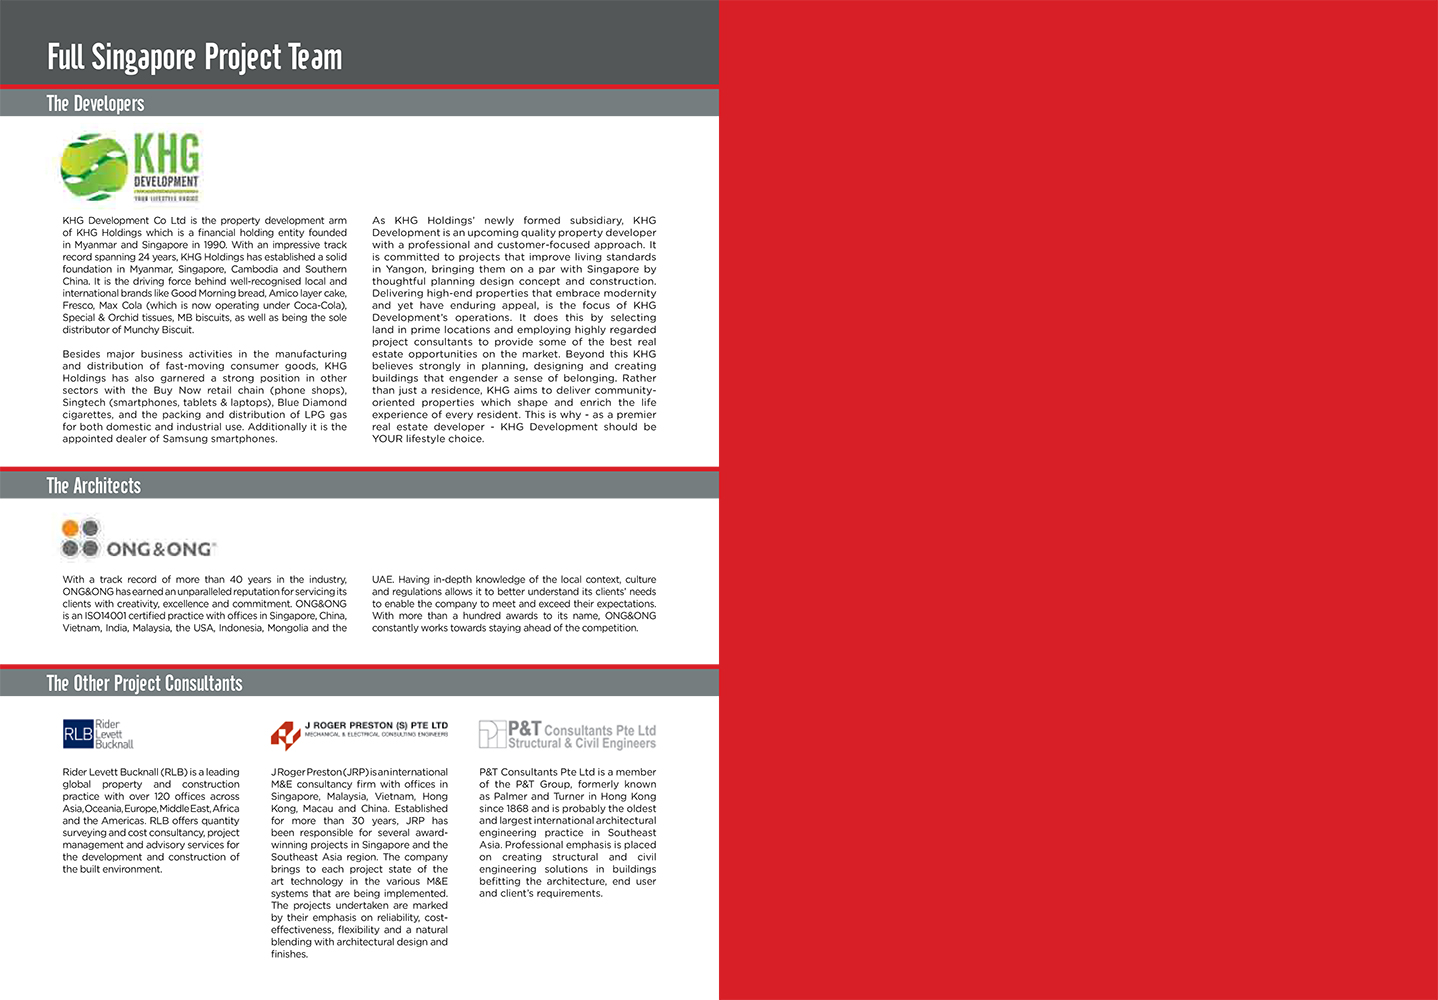 Full Singapore Project Team
The Developers
KHG
DEVELOPMENT
YOUR LIFESTYLE CHOICE
KHG Development Co Ltd is the property development arm
of KHG Holdings which is a financial holding entity founded
in Myanmar and Singapore in 1990. With an impressive track
record spanning 24 years, KHG Holdings has established a solid
foundation in Myanmar, Singapore, Cambodia and Southern
China. It is the driving force behind well-recognised local and
international brands like Good Morning bread, Amico layer cake,
Fresco, Max Cola (which is now operating under Coca-Cola),
Special & Orchid tissues, MB biscuits, as well as being the sole
distributor of Munchy Biscuit.
Besides major business activities in the manufacturing
and distribution of fast-moving consumer goods, KHG
Holdings has also garnered a strong position in other
sectors with the Buy Now retail chain (phone shops),
Singtech (smartphones, tablets & laptops), Blue Diamond
cigarettes, and the packing and distribution of LPG gas
for both domestic and industrial use. Additionally it is the
appointed dealer of Samsung smartphones.
As KHG Holdings' newly formed subsidiary, KHG
Development is an upcoming quality property developer
with a professional and customer-focused approach. It
is committed to projects that improve living standards
in Yangon, bringing them on a par with Singapore by
thoughtful planning design concept and construction.
Delivering high-end properties that embrace modernity
and yet have enduring appeal, is the focus of KHG
Development's operations. It does this by selecting
land in prime locations and employing highly regarded
project consultants to provide some of the best real
estate opportunities on the market. Beyond this KHG
believes strongly in planning, designing and creating
buildings that engender a sense of belonging. Rather
than just a residence, KHG aims to deliver community-
oriented properties which shape and enrich the life
experience of every resident. This is why - as a premier
real estate developer - KHG Development should be
YOUR lifestyle choice.
The Architects
ONG&ONG
With a track record of more than 40 years in the industry,
ONG&ONG has earned an unparalleled reputation for servicing its
clients with creativity, excellence and commitment. ONG&ONG
is an ISO14001 certified practice with offices in Singapore, China,
Vietnam, India, Malaysia, the USA, Indonesia, Mongolia and the
UAE. Having in-depth knowledge of the local context, culture
and regulations allows it to better understand its clients' needs
to enable the company to meet and exceed their expectations.
With more than a hundred awards to its name, ONG&ONG
constantly works towards staying ahead of the competition.
The Other Project Consultants
RLB
Rider
Levett
Bucknall
Rider Levett Bucknall (RLB) is a leading
global property and construction
practice with over 120 offices across
Asia, Oceania, Europe, Middle East, Africa
and the Americas. RLB offers quantity
surveying and cost consultancy, project
management and advisory services for
the development and construction of
the built environment.
J ROGER PRESTON (S) PTE LTD
MECHANICAL & ELECTRICAL CONSULTING ENGINEERS
J Roger Preston (JRP) is an international
M&E consultancy firm with offices in
Singapore, Malaysia, Vietnam, Hong
Kong, Macau and China. Established
for more than 30 years, JRP has
been responsible for several award-
winning projects in Singapore and the
Southeast Asia region. The company
brings to each project state of the
art technology in the various M&E
systems that are being implemented.
The projects undertaken are marked
by their emphasis on reliability, cost-
effectiveness, flexibility and a natural
blending with architectural design and
finishes.
P&T Consultants Pte Ltd
Structural & Civil Engineers
P&T Consultants Pte Ltd is a member
of the P&T Group, formerly known
as Palmer and Turner in Hong Kong
since 1868 and is probably the oldest
and largest international architectural
engineering practice in Southeast
Asia. Professional emphasis is placed
on creating structural and civil
engineering solutions in buildings
befitting the architecture, end user
and client's requirements.